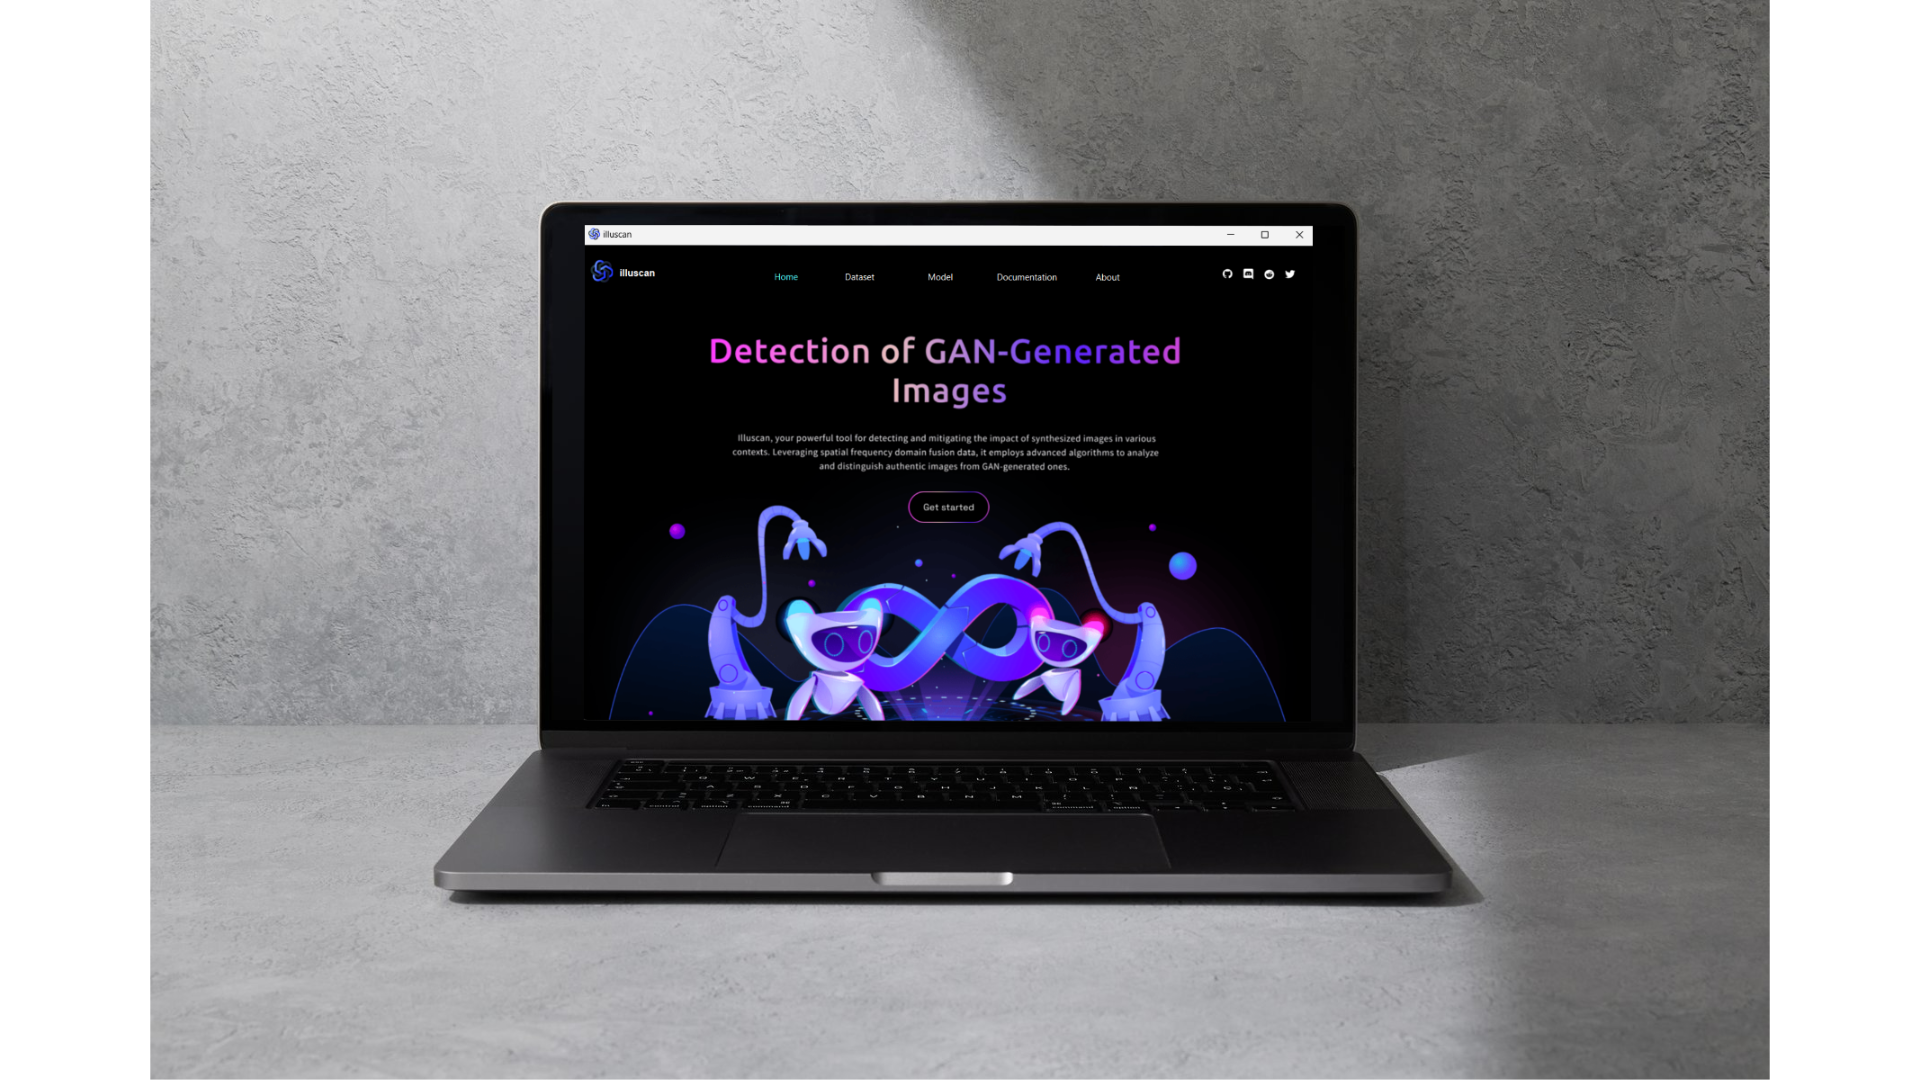 illuscan
illuscan
Home Dataset Model Documentation About
Detection of GAN-Generated
Images
Illuscan, your powerful tool for detecting and mitigating the impact of synthesized images in various
contexts. Leveraging spatial frequency domain fusion data, it employs advanced algorithms to analyze
and distinguish authentic images from GAN-generated ones.
Get started